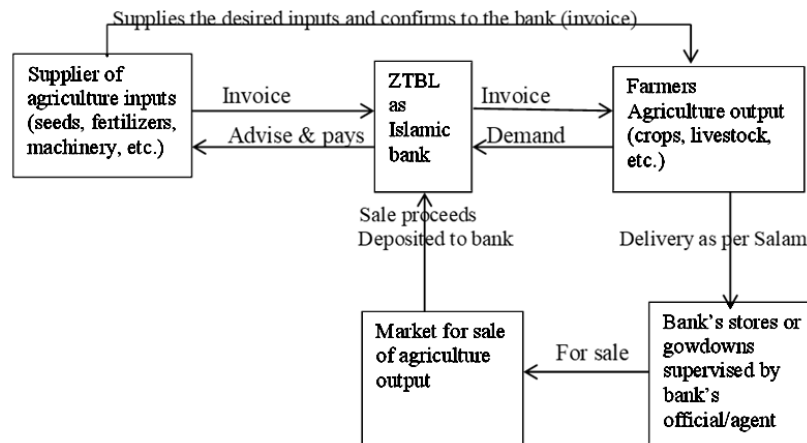 Supplies the desired inputs and confirms to the bank (invoice)
Supplier of
agriculture inputs
(seeds, fertilizers,
machinery, etc.)
Invoice
Advise & pays
ZTBL
as
Islamic
bank
Invoice
Demand
Farmers
Agriculture output
(crops, livestock,
etc.)
Sale proceeds
Deposited to bank
Delivery as per Salam
Market for sale
of agriculture
output
For sale
Bank's stores or
gowdowns
supervised by
bank's
official/agent